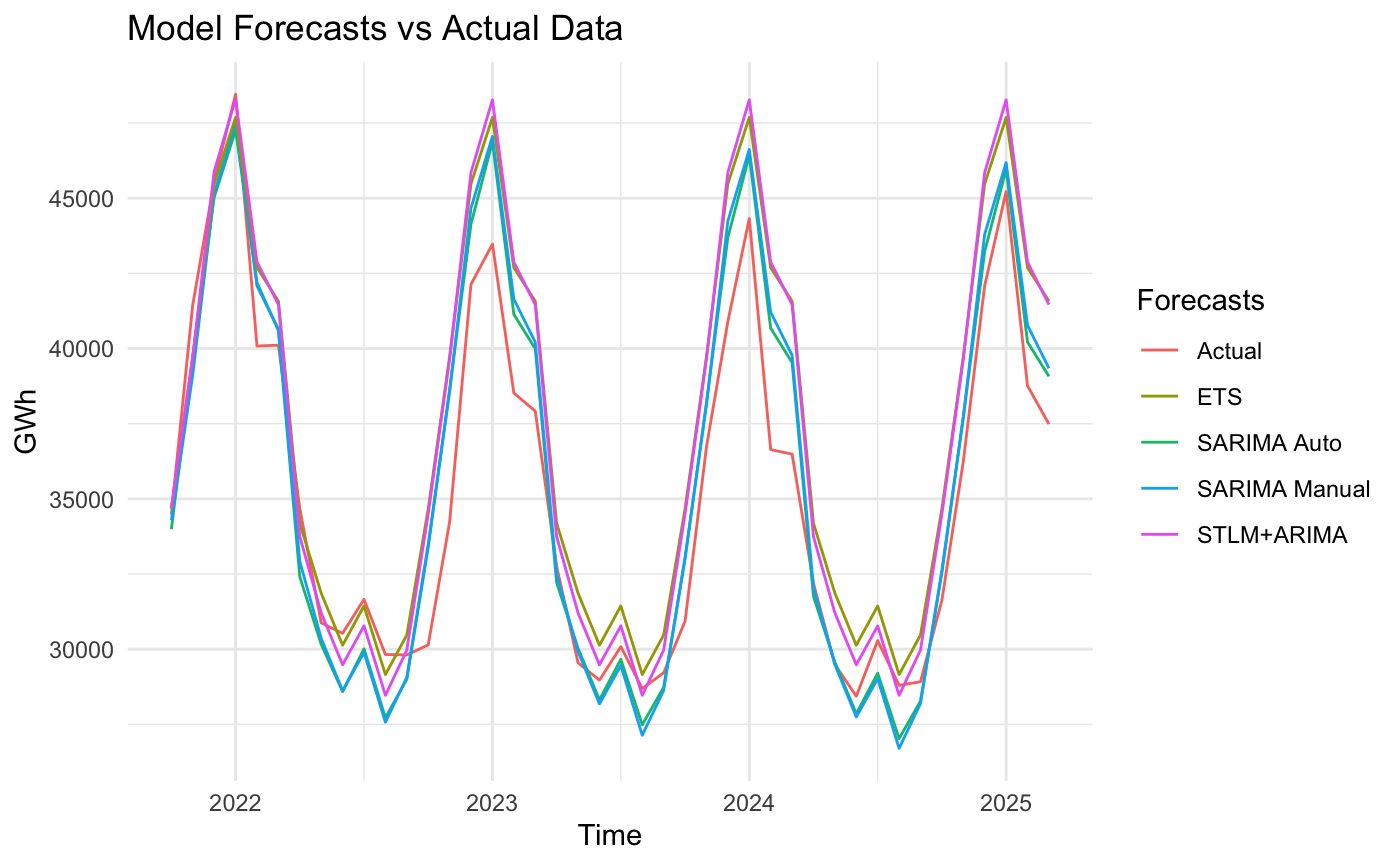 Model Forecasts vs Actual Data
GWh
45000
40000
35000
30000
2022
2023
2024
2025
Time
Forecasts
Actual
ETS
SARIMA Auto
SARIMA Manual
STLM+ARIMA